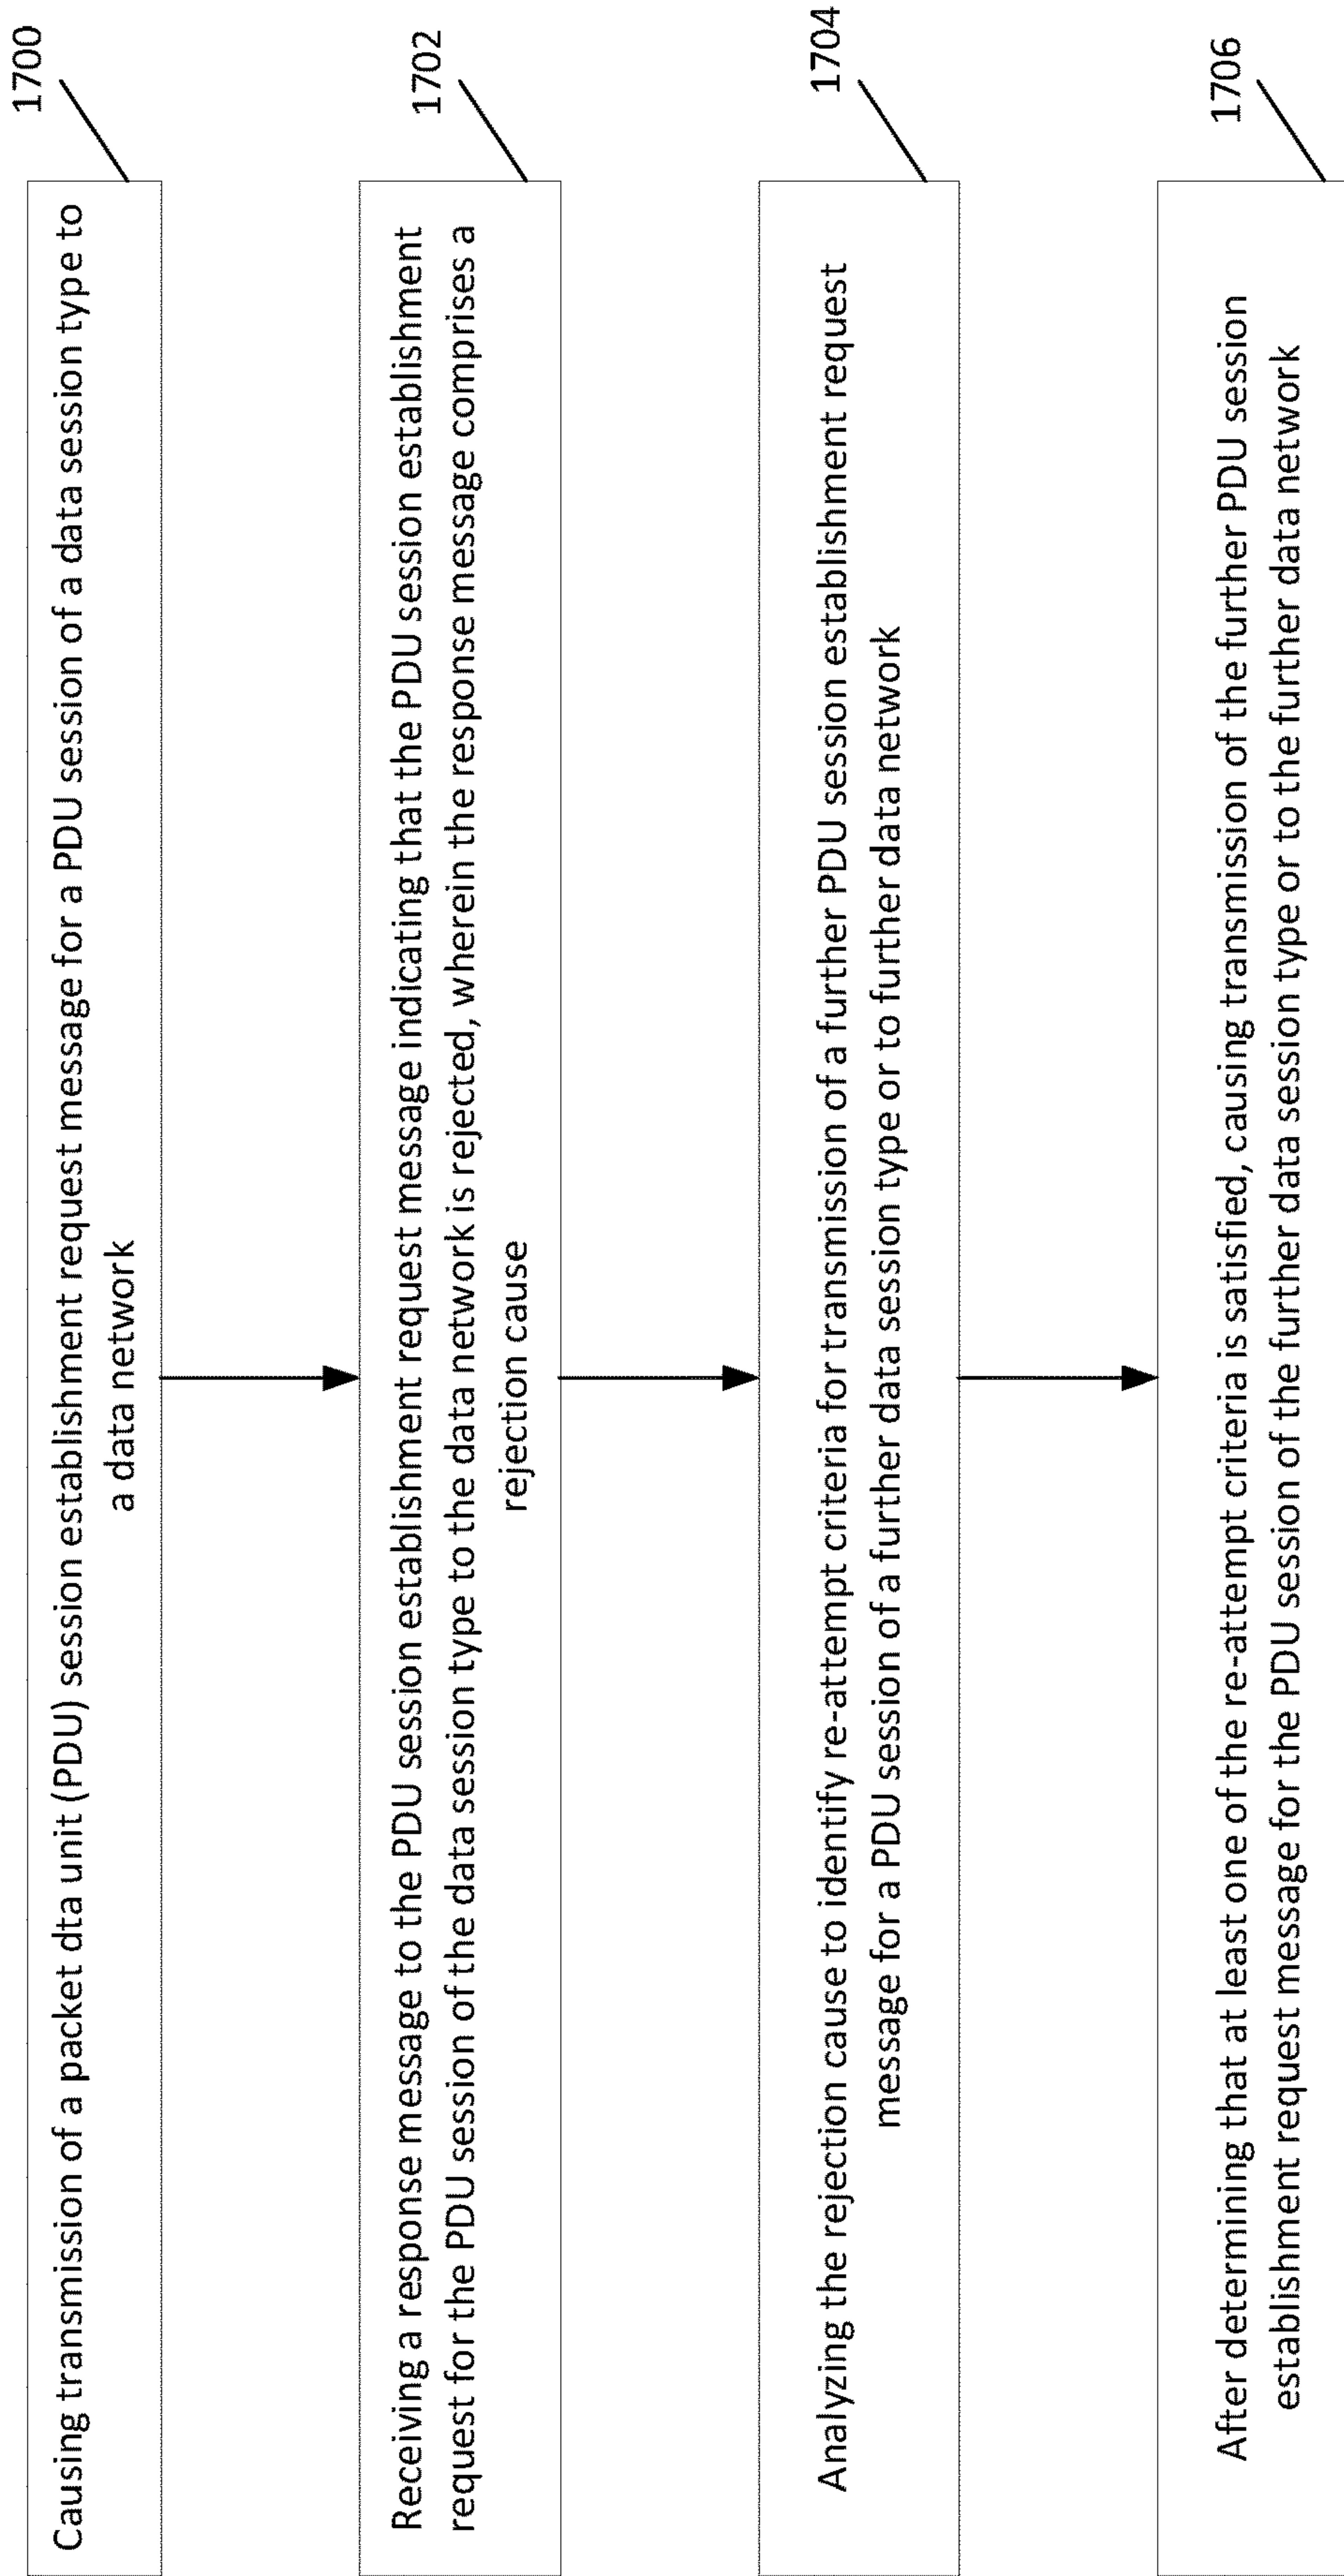 1700
Causing transmission of a packet dta unit (PDU) session establishment request message for a PDU session of a data session type to
a data network
1702
Receiving a response message to the PDU session establishment request message indicating that the PDU session establishment
request for the PDU session of the data session type to the data network is rejected, wherein the response message comprises a
rejection cause
1704
Analyzing the rejection cause to identify re-attempt criteria for transmission of a further PDU session establishment request
message for a PDU session of a further data session type or to further data network
1706
After determining that at least one of the re-attempt criteria is satisfied, causing transmission of the further PDU session
establishment request message for the PDU session of the further data session type or to the further data network